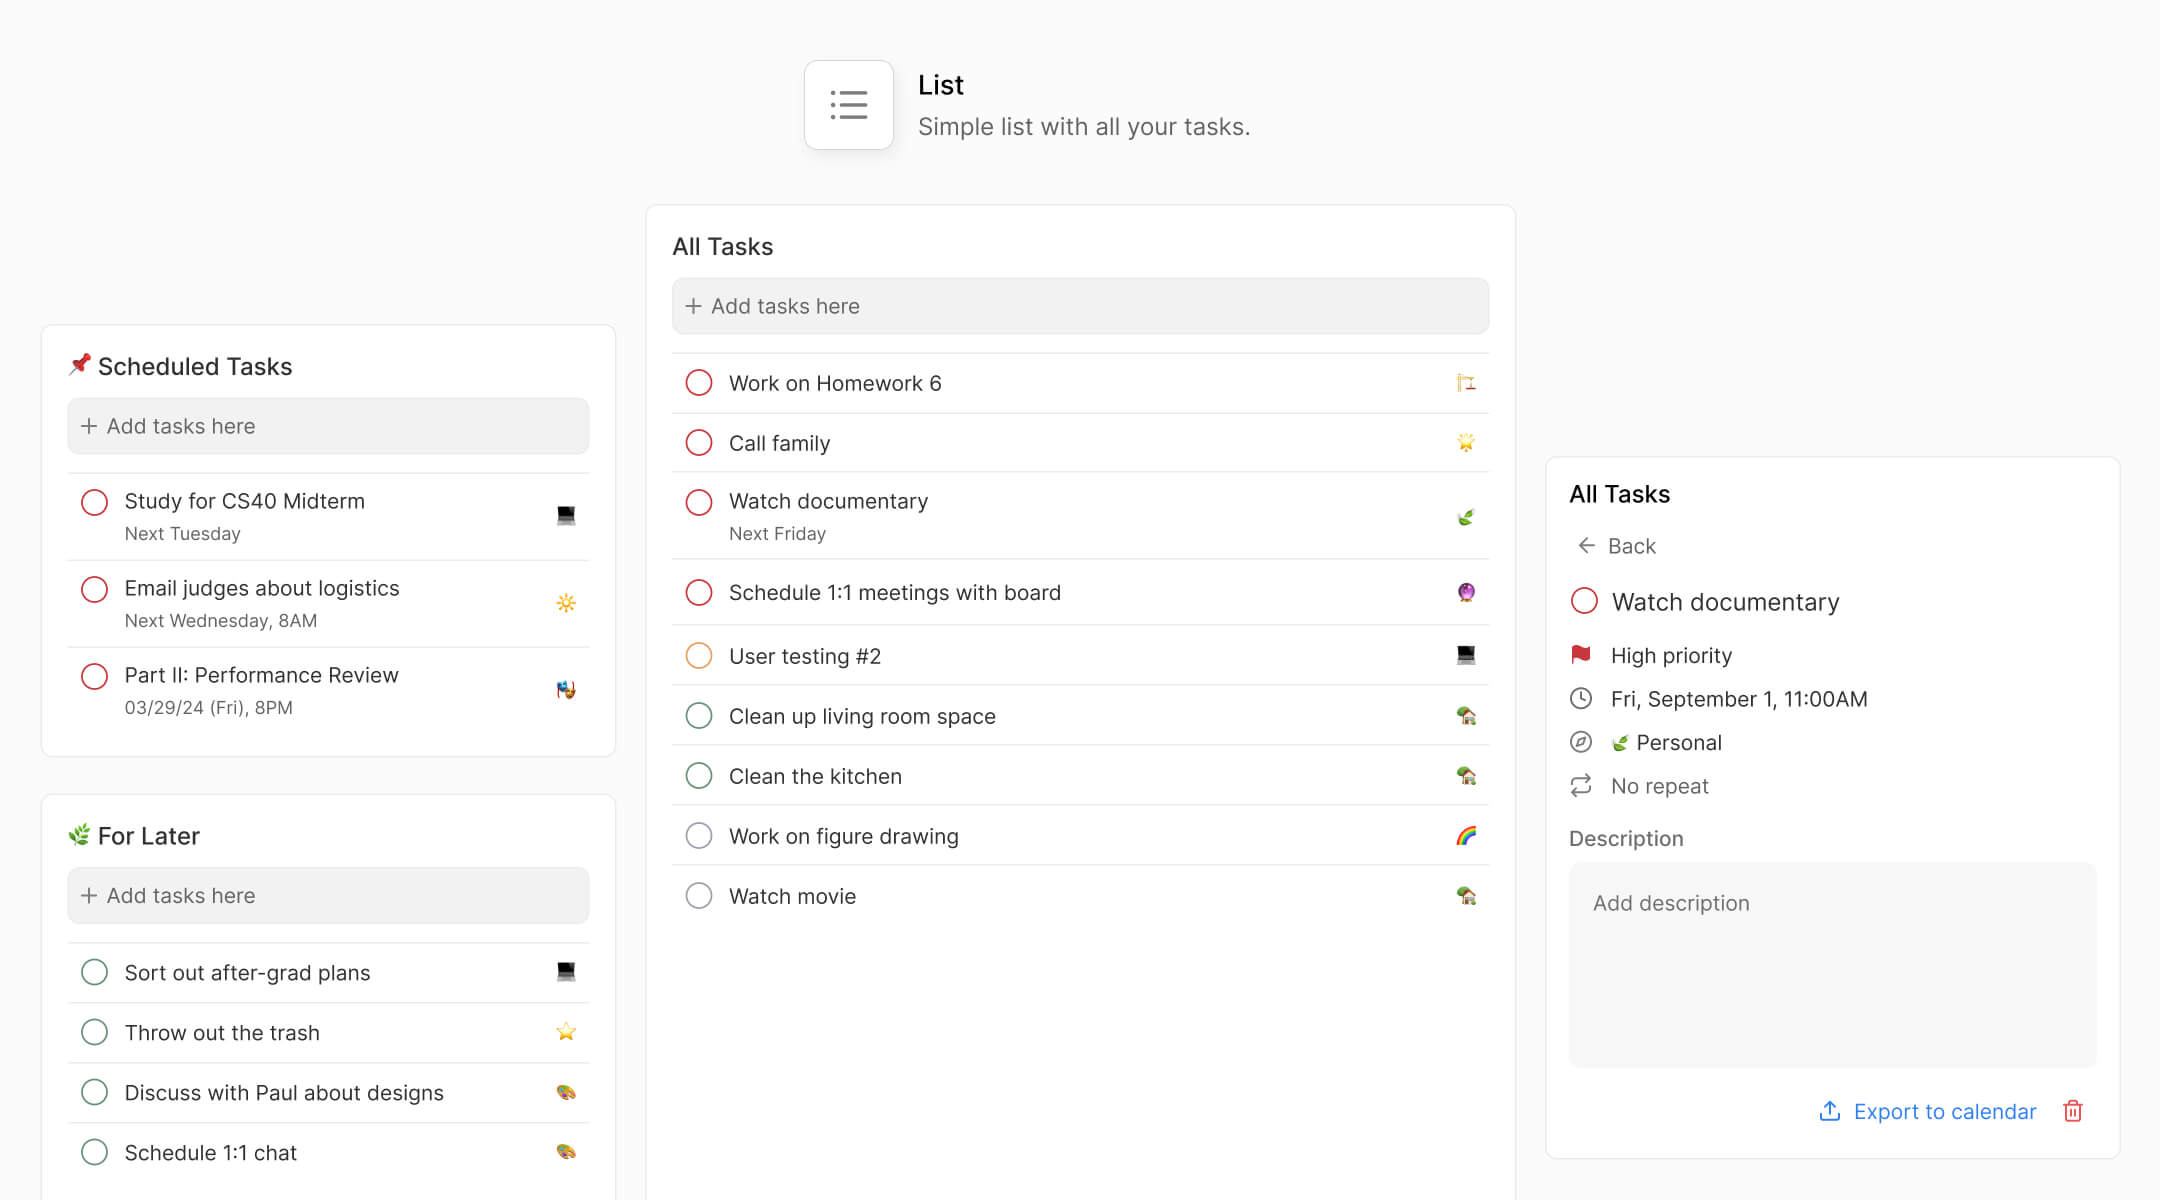 List
Simple list with all your tasks.
Scheduled Tasks
+ Add tasks here
Study for CS40 Midterm
Next Tuesday
Email judges about logistics
Next Wednesday, 8AM
Part II: Performance Review
03/29/24 (Fri), 8PM
For Later
+ Add tasks here
Sort out after-grad plans
Throw out the trash
Discuss with Paul about designs
Schedule 1:1 chat
All Tasks
+ Add tasks here
Work on Homework 6
Call family
Watch documentary
Next Friday
Schedule 1:1 meetings with board
User testing #2
Clean up living room space
Clean the kitchen
Work on figure drawing
Watch movie
All Tasks
Back
Watch documentary
High priority
Fri, September 1, 11:00AM
Personal
No repeat
Description
Add description
Export to calendar